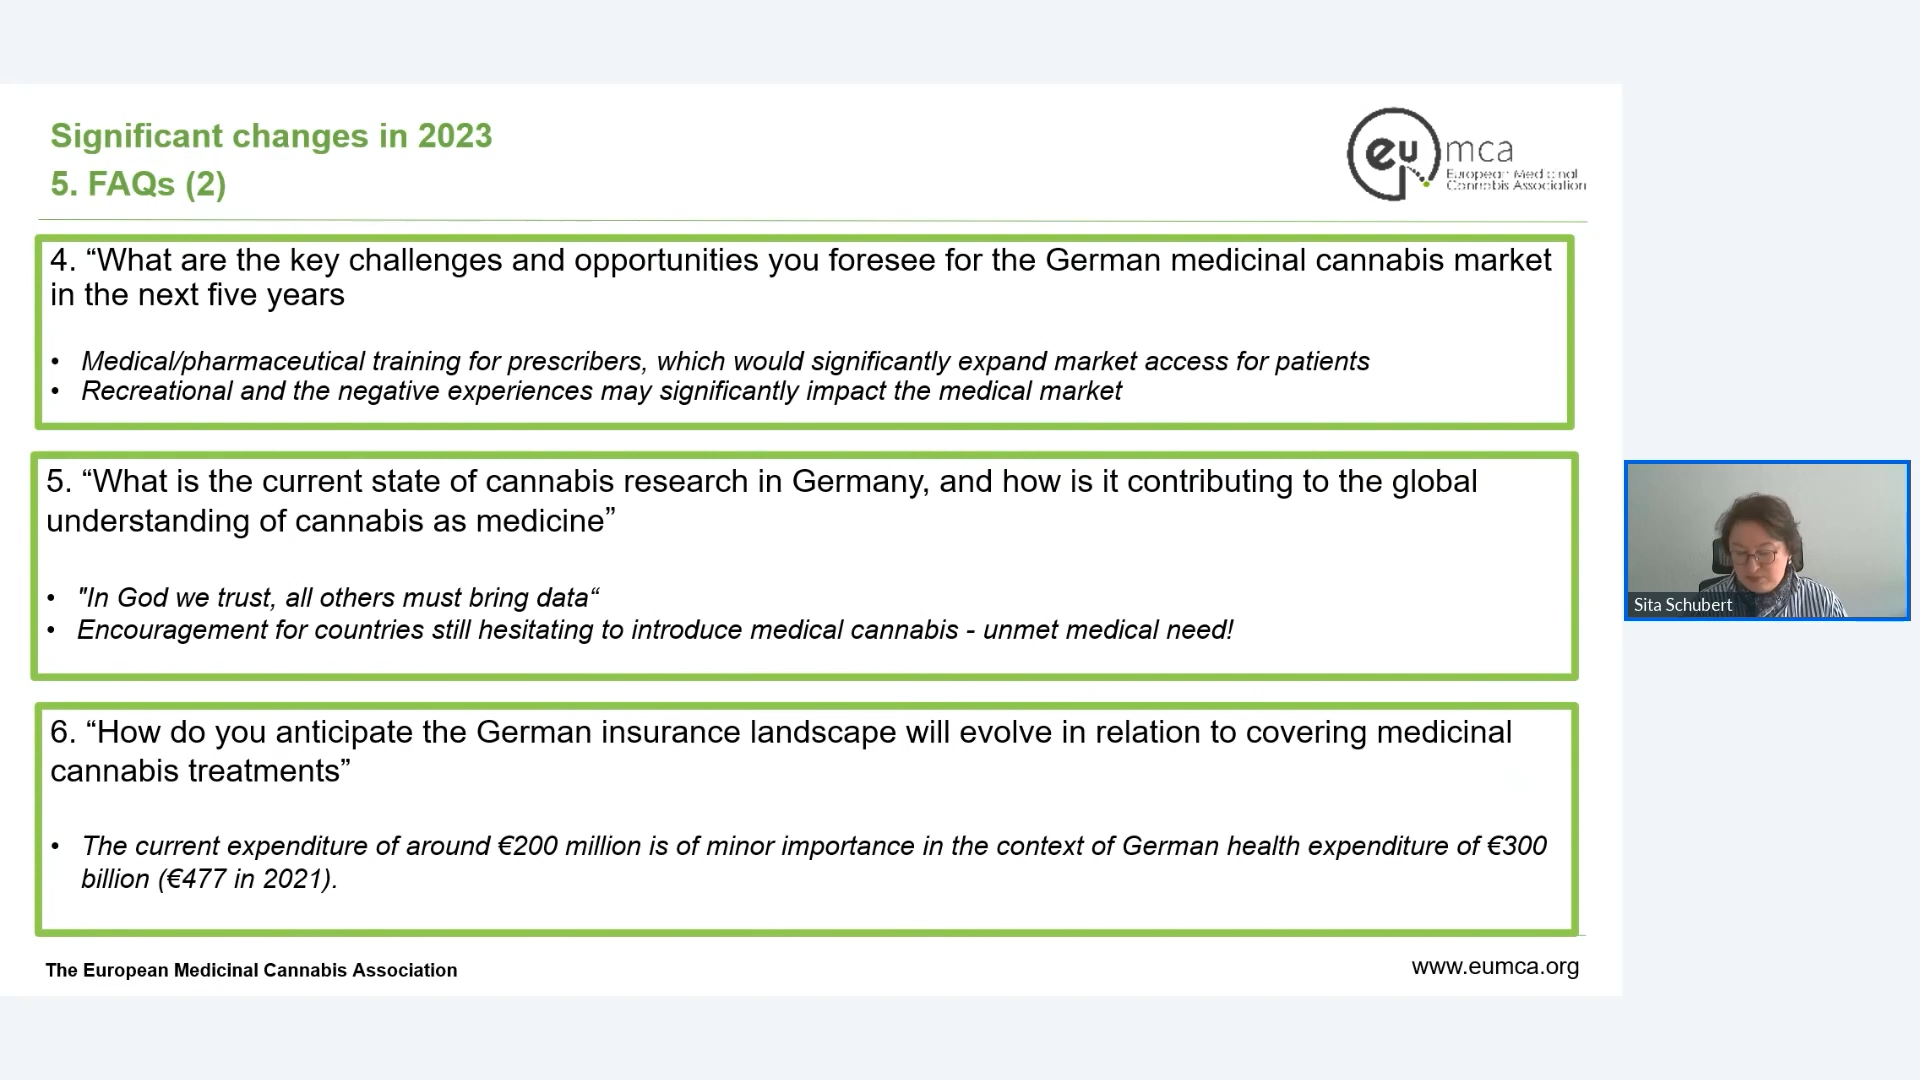 Significant changes in 2023
5. FAQs (2)
eu mca
European Medicinal
Cannabis Association
4. “What are the key challenges and opportunities you foresee for the German medicinal cannabis market
in the next five years
• Medical/pharmaceutical training for prescribers, which would significantly expand market access for patients
• Recreational and the negative experiences may significantly impact the medical market
5. “What is the current state of cannabis research in Germany, and how is it contributing to the global
understanding of cannabis as medicine”
• "In God we trust, all others must bring data“
• Encouragement for countries still hesitating to introduce medical cannabis - unmet medical need!
6. “How do you anticipate the German insurance landscape will evolve in relation to covering medicinal
cannabis treatments”
• The current expenditure of around €200 million is of minor importance in the context of German health expenditure of €300
billion (€477 in 2021).
The European Medicinal Cannabis Association
www.eumca.org
Sita Schubert